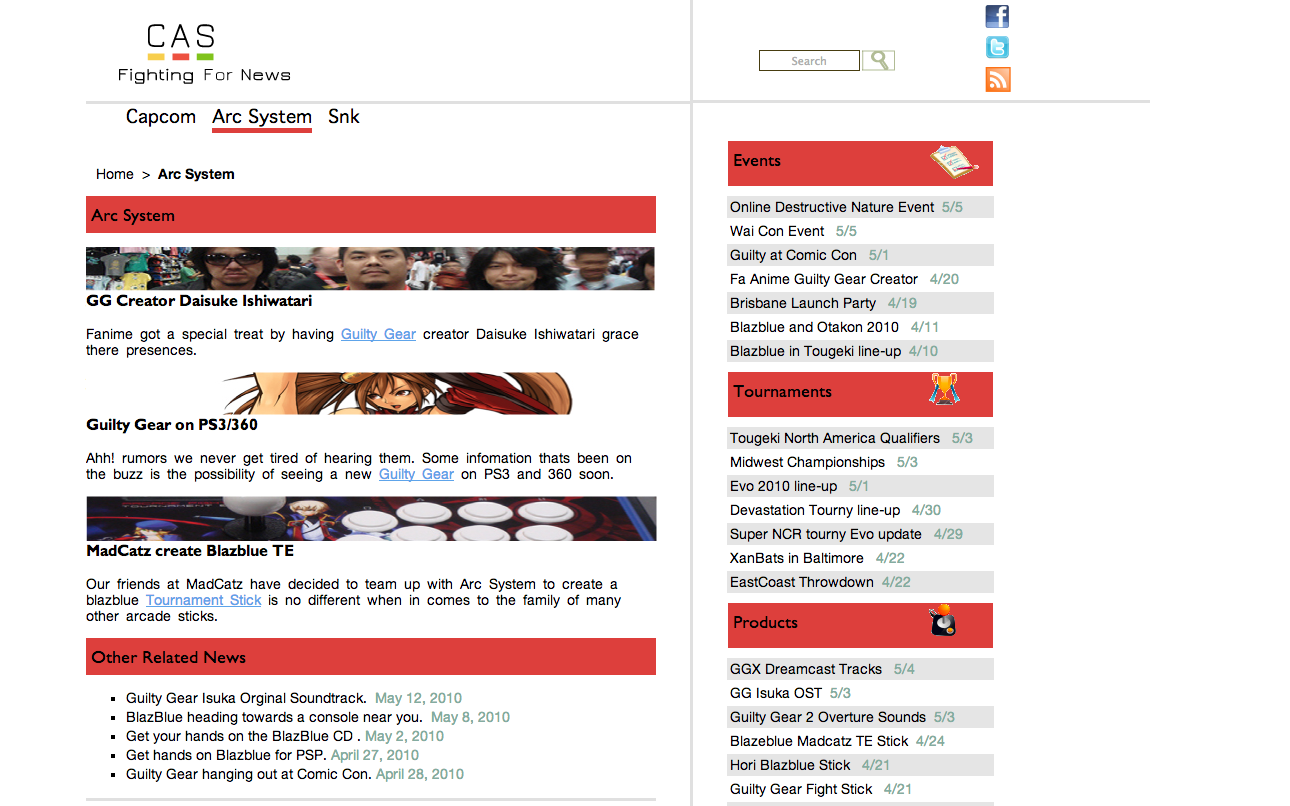 CAS
Fighting For News
Search
Capcom Arc System Snk
Home > Arc System
Arc System
GG Creator Daisuke Ishiwatari
Fanime got a special treat by having Guilty Gear creator Daisuke Ishiwatari grace
there presences.
Guilty Gear on PS3/360
Ahh! rumors we never get tired of hearing them. Some infomation thats been on
the buzz is the possibility of seeing a new Guilty Gear on PS3 and 360 soon.
TOURNAMENT
MadCatz create Blazblue TE
Our friends at MadCatz have decided to team up with Arc System to create a
blazblue Tournament Stick is no different when in comes to the family of many
other arcade sticks.
Other Related News
Guilty Gear Isuka Orginal Soundtrack. May 12, 2010
BlazBlue heading towards a console near you. May 8, 2010
Get your hands on the BlazBlue CD . May 2, 2010
Get hands on Blazblue for PSP. April 27, 2010
Guilty Gear hanging out at Comic Con. April 28, 2010
Events
Online Destructive Nature Event 5/5
Wai Con Event 5/5
Guilty at Comic Con 5/1
Fa Anime Guilty Gear Creator 4/20
Brisbane Launch Party 4/19
Blazblue and Otakon 2010 4/11
Blazblue in Tougeki line-up 4/10
Tournaments
Tougeki North America Qualifiers 5/3
Midwest Championships 5/3
Evo 2010 line-up 5/1
Devastation Tourny line-up 4/30
Super NCR tourny Evo update 4/29
XanBats in Baltimore 4/22
EastCoast Throwdown 4/22
Products
GGX Dreamcast Tracks 5/4
GG Isuka OST 5/3
Guilty Gear 2 Overture Sounds 5/3
Blazeblue Madcatz TE Stick 4/24
Hori Blazblue Stick 4/21
Guilty Gear Fight Stick 4/21